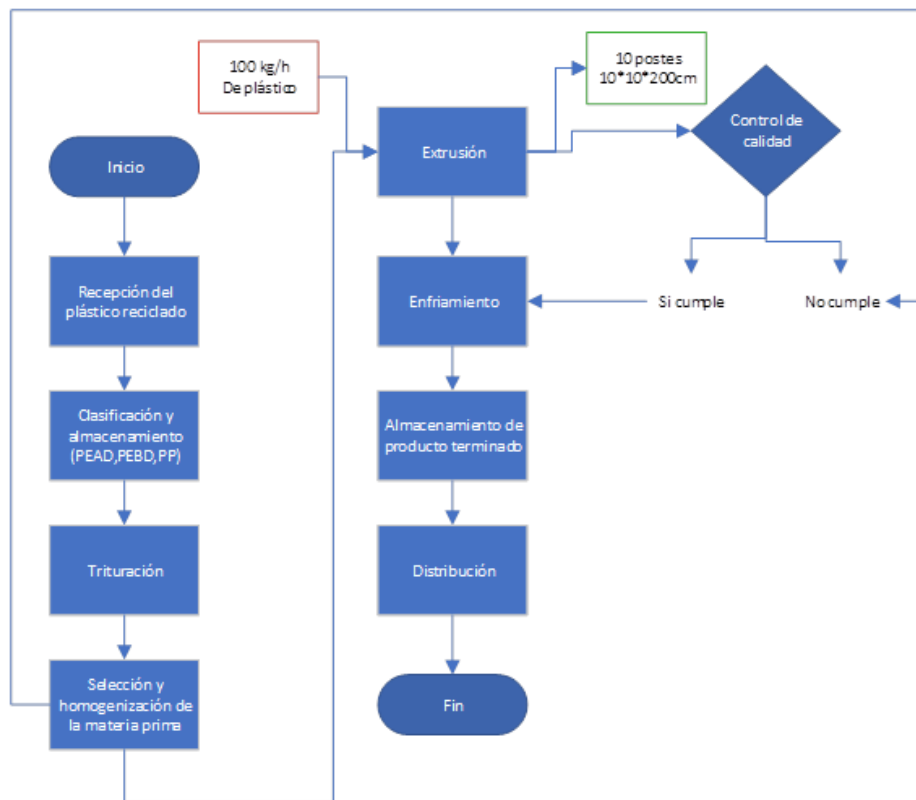 Inicio
Recepción del
plástico reciclado
Clasificación y
almacenamiento
(PEAD,PEBD,PP)
Trituración
Selección y
homogenización de
la materia prima
100 kg/h
De plástico
Extrusión
10 postes
10*10*200cm
Control de
calidad
Si cumple
No cumple
Enfriamiento
Almacenamiento de
producto terminado
Distribución
Fin